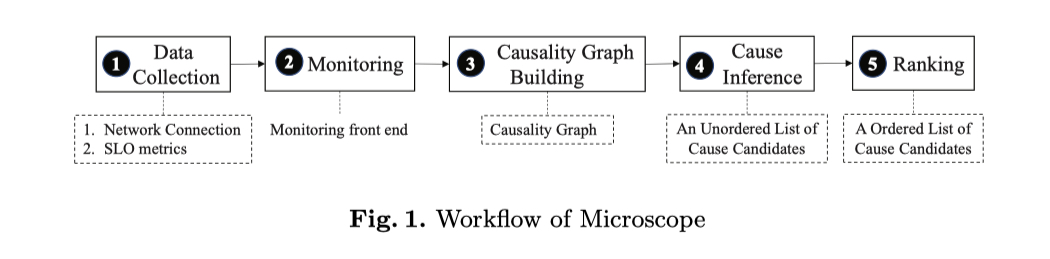 1 Data Collection
2 Monitoring
3 Causality Graph Building
4 Cause Inference
5 Ranking
1. Network Connection
2. SLO metrics
Monitoring front end
Causality Graph
An Unordered List of
Cause Candidates
A Ordered List of
Cause Candidates
Fig. 1. Workflow of Microscope